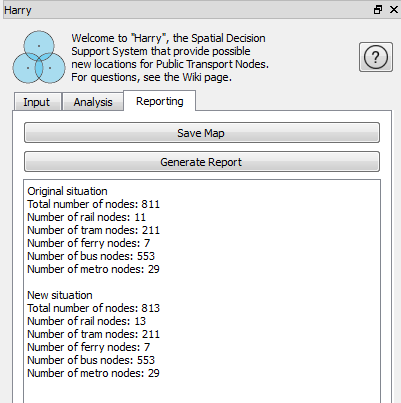 Harry
Welcome to "Harry", the Spatial Decision
Support System that provide possible
new locations for Public Transport Nodes.
For questions, see the Wiki page.
?
Input Analysis Reporting
Save Map
Generate Report
Original situation
Total number of nodes: 811
Number of rail nodes: 11
Number of tram nodes: 211
Number of ferry nodes: 7
Number of bus nodes: 553
Number of metro nodes: 29
New situation
Total number of nodes: 813
Number of rail nodes: 13
Number of tram nodes: 211
Number of ferry nodes: 7
Number of bus nodes: 553
Number of metro nodes: 29